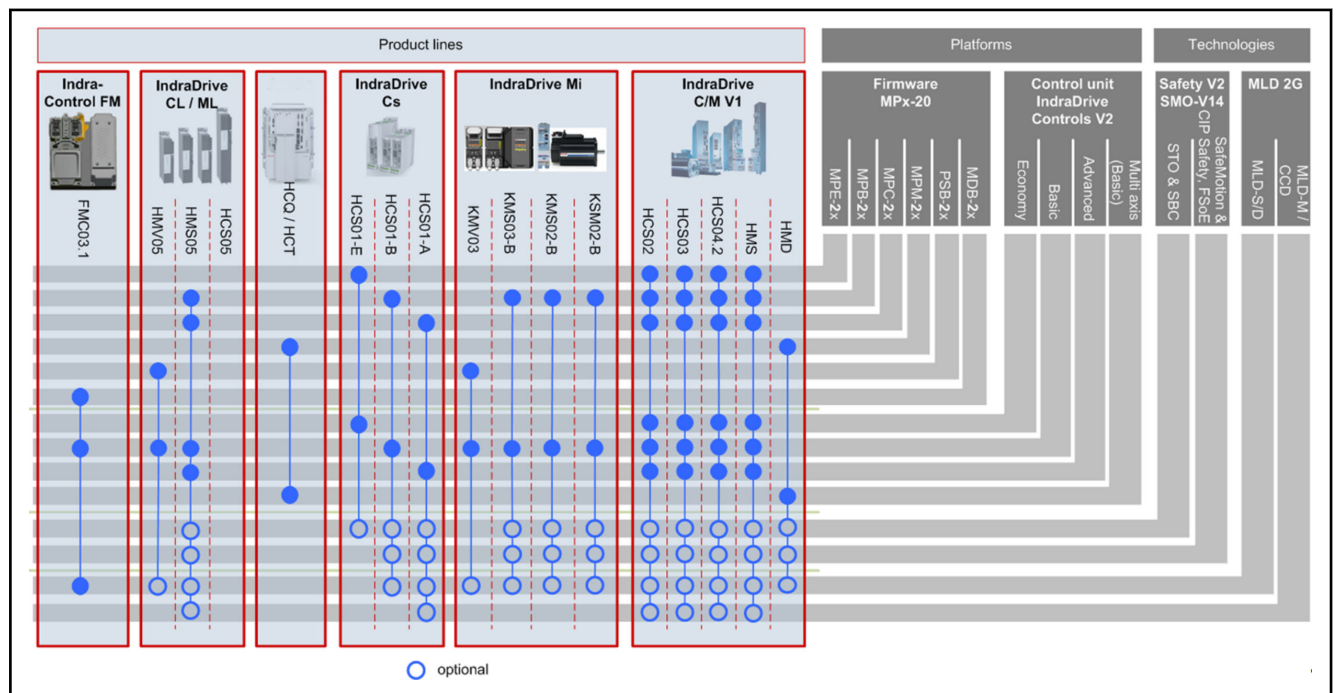 Product lines
Platforms
Technologies
Indra-
Control FM
IndraDrive
CL / ML
IndraDrive
Cs
IndraDrive Mi
IndraDrive
C/M V1
Firmware
MPx-20
Control unit
IndraDrive
Controls V2
Safety V2
SMO-V14
MLD 2G
FMC03.1
HMV05
HMS05
HCS05
HCQ / HCT
HCS01-E
HCS01-B
HCS01-A
KMV03
KMS03-B
KMS02-B
KSM02-B
HCS02
HCS03
HCS04.2
HMS
HMD
MPE-2x
MPB-2x
MPC-2x
MPM-2x
PSB-2x
MDB-2x
Economy
Basic
Advanced
Multi axis
(Basic)
STO & SBC
SafeMotion &
CIP Safety, FSoE
MLD-S/D
MLD-M /
CCD
optional